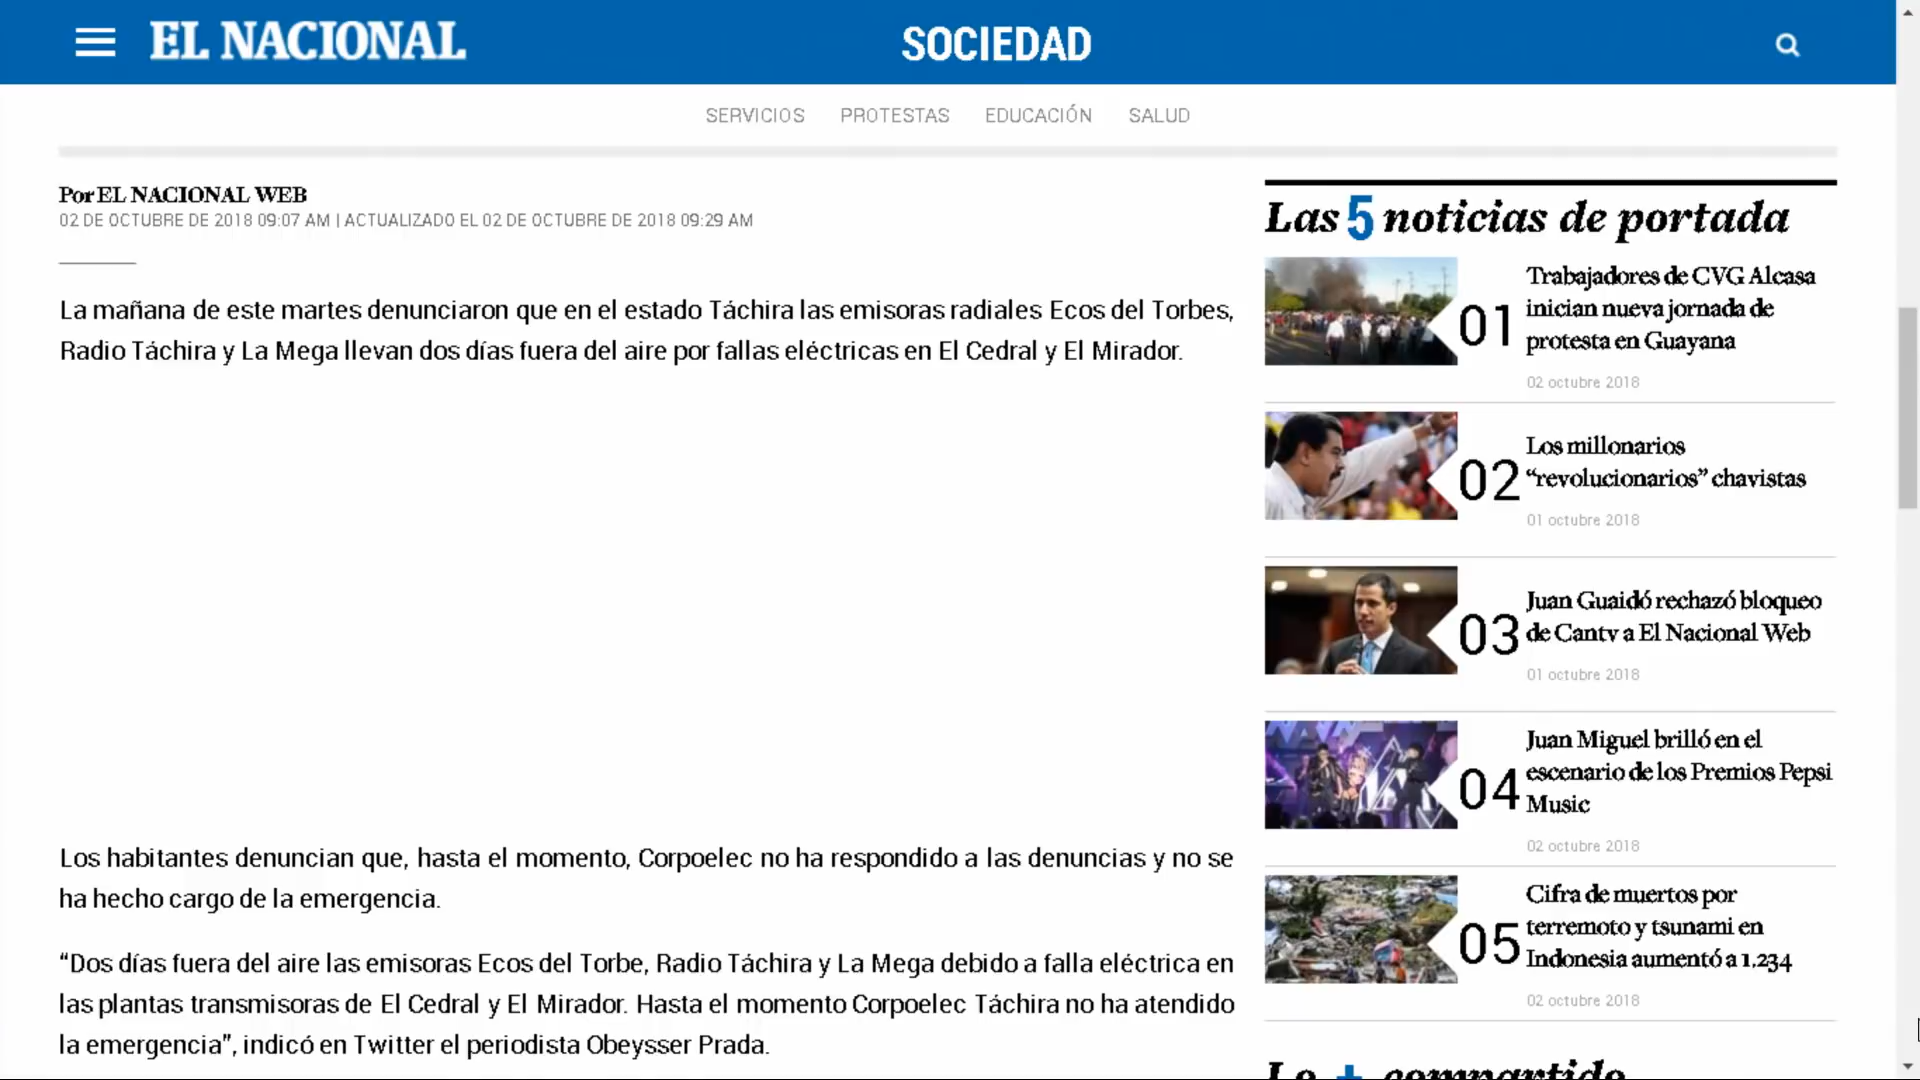 EL NACIONAL
SOCIEDAD
SERVICIOS PROTESTAS EDUCACIÓN SALUD
Por EL NACIONAL WEB
02 DE OCTUBRE DE 2018 09:07 AM | ACTUALIZADO EL 02 DE OCTUBRE DE 2018 09:29 AM
La mañana de este martes denunciaron que en el estado Táchira las emisoras radiales Ecos del Torbes,
Radio Táchira y La Mega llevan dos días fuera del aire por fallas eléctricas en El Cedral y El Mirador.
Los habitantes denuncian que, hasta el momento, Corpoelec no ha respondido a las denuncias y no se
ha hecho cargo de la emergencia.
“Dos días fuera del aire las emisoras Ecos del Torbe, Radio Táchira y La Mega debido a falla eléctrica en
las plantas transmisoras de El Cedral y El Mirador. Hasta el momento Corpoelec Táchira no ha atendido
la emergencia”, indicó en Twitter el periodista Obeysser Prada.
Las 5 noticias de portada
01
Trabajadores de CVG Alcasa
inician nueva jornada de
protesta en Guayana
02 octubre 2018
02
Los millonarios
“revolucionarios” chavistas
01 octubre 2018
03
Juan Guaidó rechazó bloqueo
de Cantv a El Nacional Web
01 octubre 2018
04
Juan Miguel brilló en el
escenario de los Premios Pepsi
Music
02 octubre 2018
05
Cifra de muertos por
terremoto y tsunami en
Indonesia aumentó a 1.234
02 octubre 2018
Lo + compartido